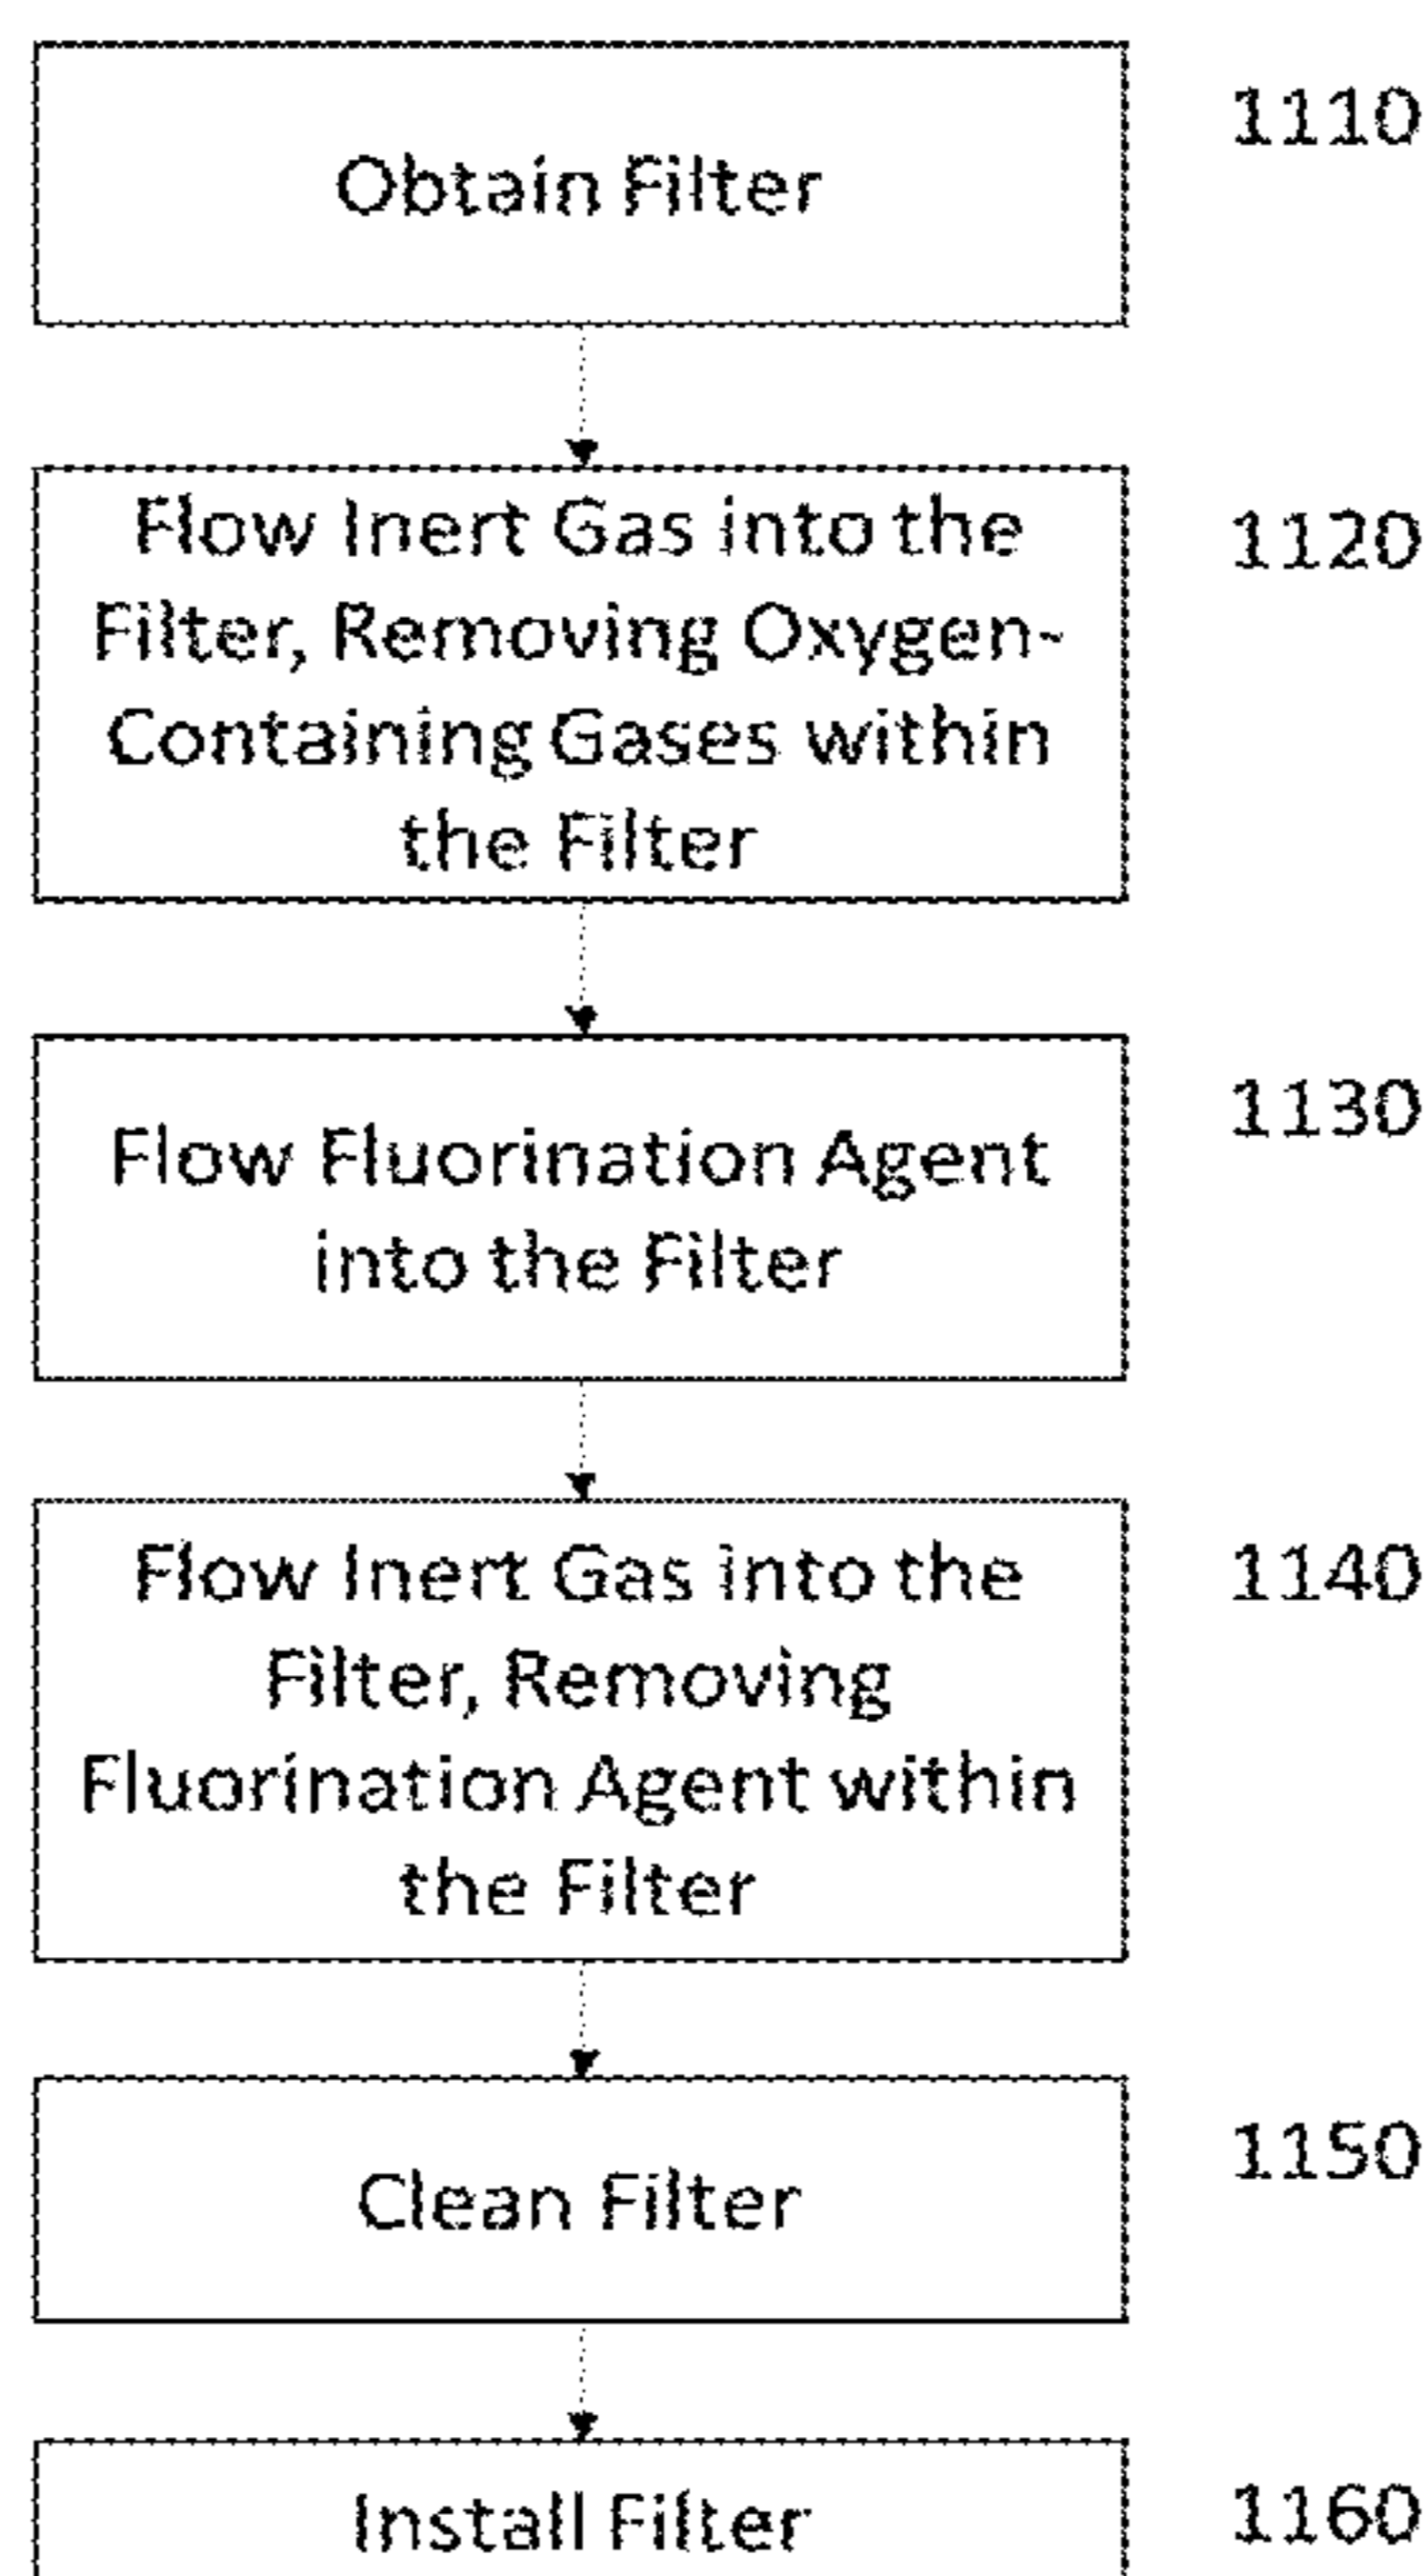 Obtain Filter
1110
Flow Inert Gas into the
Filter, Removing Oxygen-
Containing Gases within
the Filter
1120
Flow Fluorination Agent
into the Filter
1130
Flow Inert Gas into the
Filter, Removing
Fluorination Agent within
the Filter
1140
Clean Filter
1150
Install Filter
1160